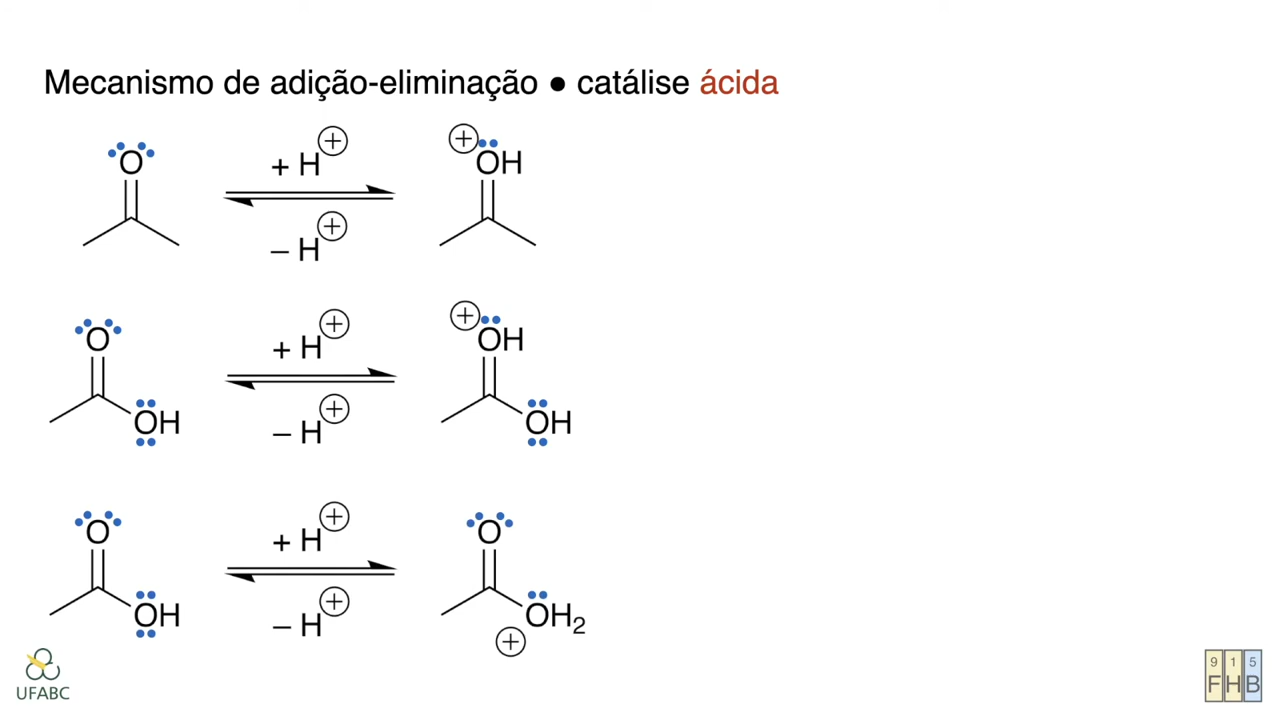 Mecanismo de adição-eliminação ● catálise ácida
O
+ H⊕
– H⊕
⊕
OH
O
OH
+ H⊕
– H⊕
⊕
OH
OH
O
OH
+ H⊕
– H⊕
O
OH₂
⊕
UFABC
9 1 5
F H B